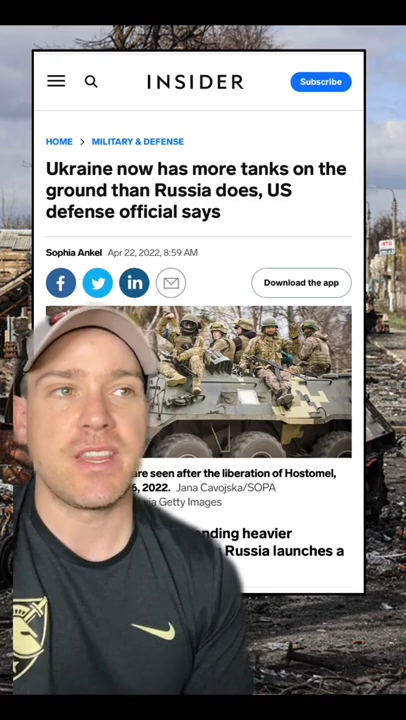 INSIDER
Subscribe
HOME > MILITARY & DEFENSE
Ukraine now has more tanks on the
ground than Russia does, US
defense official says
Sophia Ankel Apr 22, 2022, 8:59 AM
Download the app
are seen after the liberation of Hostomel,
6, 2022. Jana Cavojska/SOPA
Getty Images
nding heavier
Russia launches a